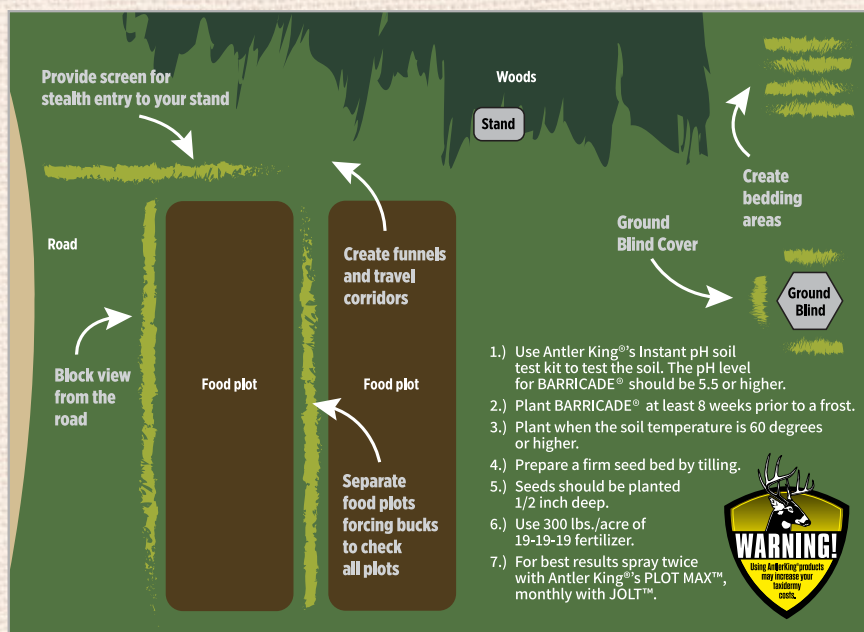 Provide screen for
stealth entry to your stand
Woods
Stand
Create
bedding
areas
Road
Create funnels
and travel
corridors
Ground
Blind Cover
Ground
Blind
Block view
from the
road
Food plot
Food plot
Separate
food plots
forcing bucks
to check
all plots
1.) Use Antler King®'s Instant pH soil
test kit to test the soil. The pH level
for BARRICADE® should be 5.5 or higher.
2.) Plant BARRICADE® at least 8 weeks prior to a frost.
3.) Plant when the soil temperature is 60 degrees
or higher.
4.) Prepare a firm seed bed by tilling.
5.) Seeds should be planted
1/2 inch deep.
6.) Use 300 lbs./acre of
19-19-19 fertilizer.
7.) For best results spray twice
with Antler King®'s PLOT MAX™,
monthly with JOLT™.
WARNING!
Using AntlerKing® products
may increase your
taxidermy
costs.